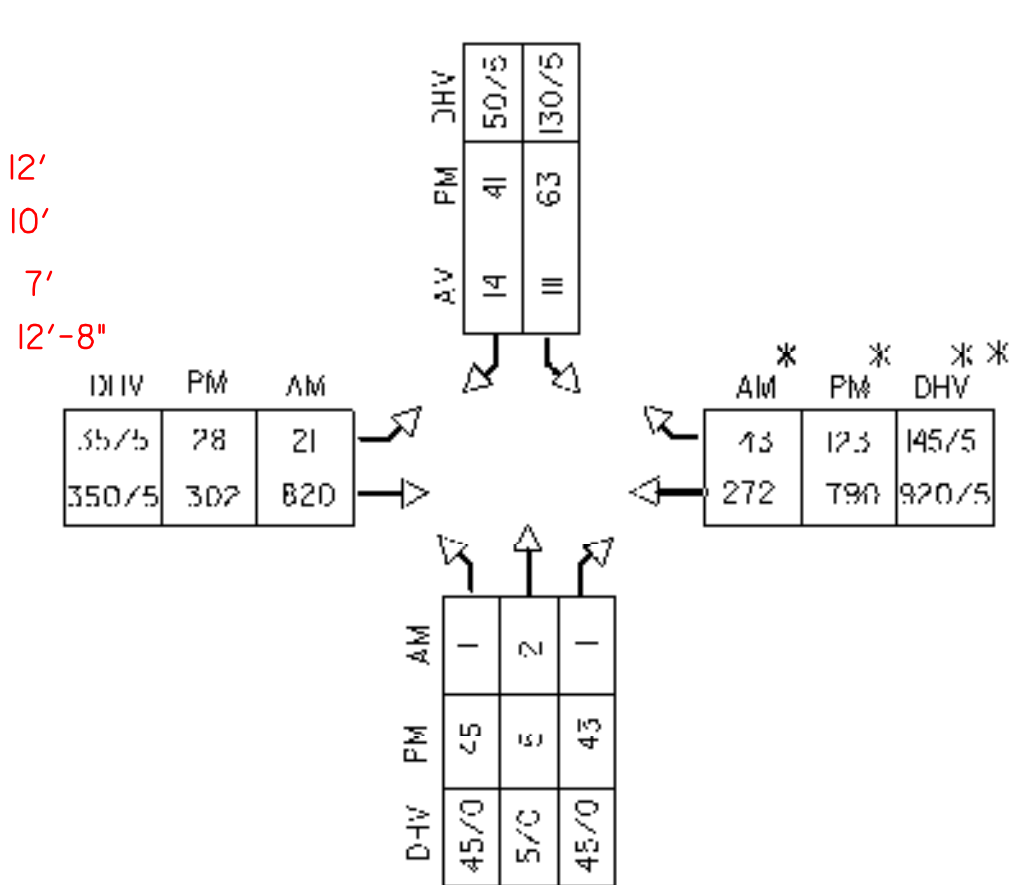 DHV PM AM
50/5 41 14
130/5 63 111
12'
10'
7'
12'-8"
DHV PM AM
35/5 28 21
350/5 302 820
AM* PM* DHV**
43 123 145/5
272 790 920/5
AM 1 2 1
PM 45 43
DHV 45/0 5/0 45/0